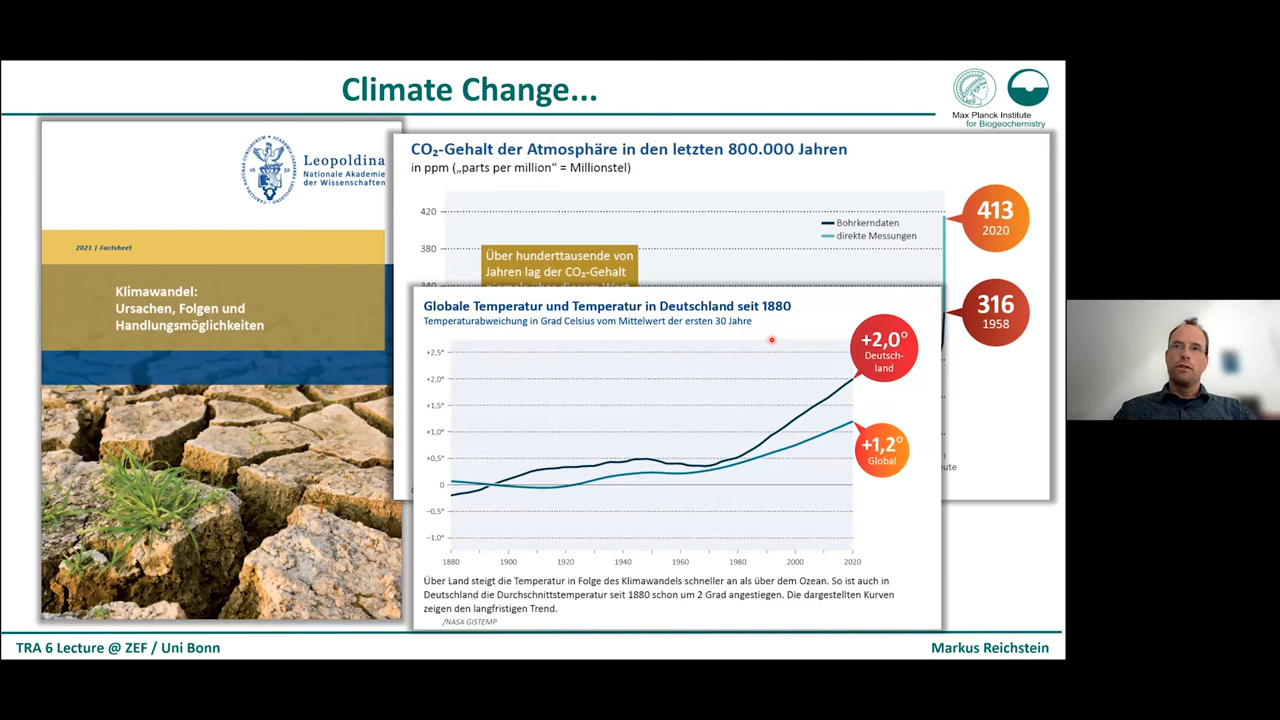 Climate Change...
Max Planck Institute
for Biogeochemistry
Leopoldina
Nationale Akademie
der Wissenschaften
2021 | Factsheet
Klimawandel:
Ursachen, Folgen und
Handlungsmöglichkeiten
CO₂-Gehalt der Atmosphäre in den letzten 800.000 Jahren
in ppm („parts per million“ = Millionstel)
420
380
340
Bohrkerndaten
direkte Messungen
Über hunderttausende von
Jahren lag der CO₂-Gehalt
413
2020
316
1958
Globale Temperatur und Temperatur in Deutschland seit 1880
Temperaturabweichung in Grad Celsius vom Mittelwert der ersten 30 Jahre
+2,5°
+2,0°
+1,5°
+1,0°
+0,5°
0
−0,5°
−1,0°
1880 1900 1920 1940 1960 1980 2000 2020
+2,0°
Deutsch-
land
+1,2°
Global
Über Land steigt die Temperatur in Folge des Klimawandels schneller an als über dem Ozean. So ist auch in
Deutschland die Durchschnittstemperatur seit 1880 schon um 2 Grad angestiegen. Die dargestellten Kurven
zeigen den langfristigen Trend.
/NASA GISTEMP
TRA 6 Lecture @ ZEF / Uni Bonn
Markus Reichstein